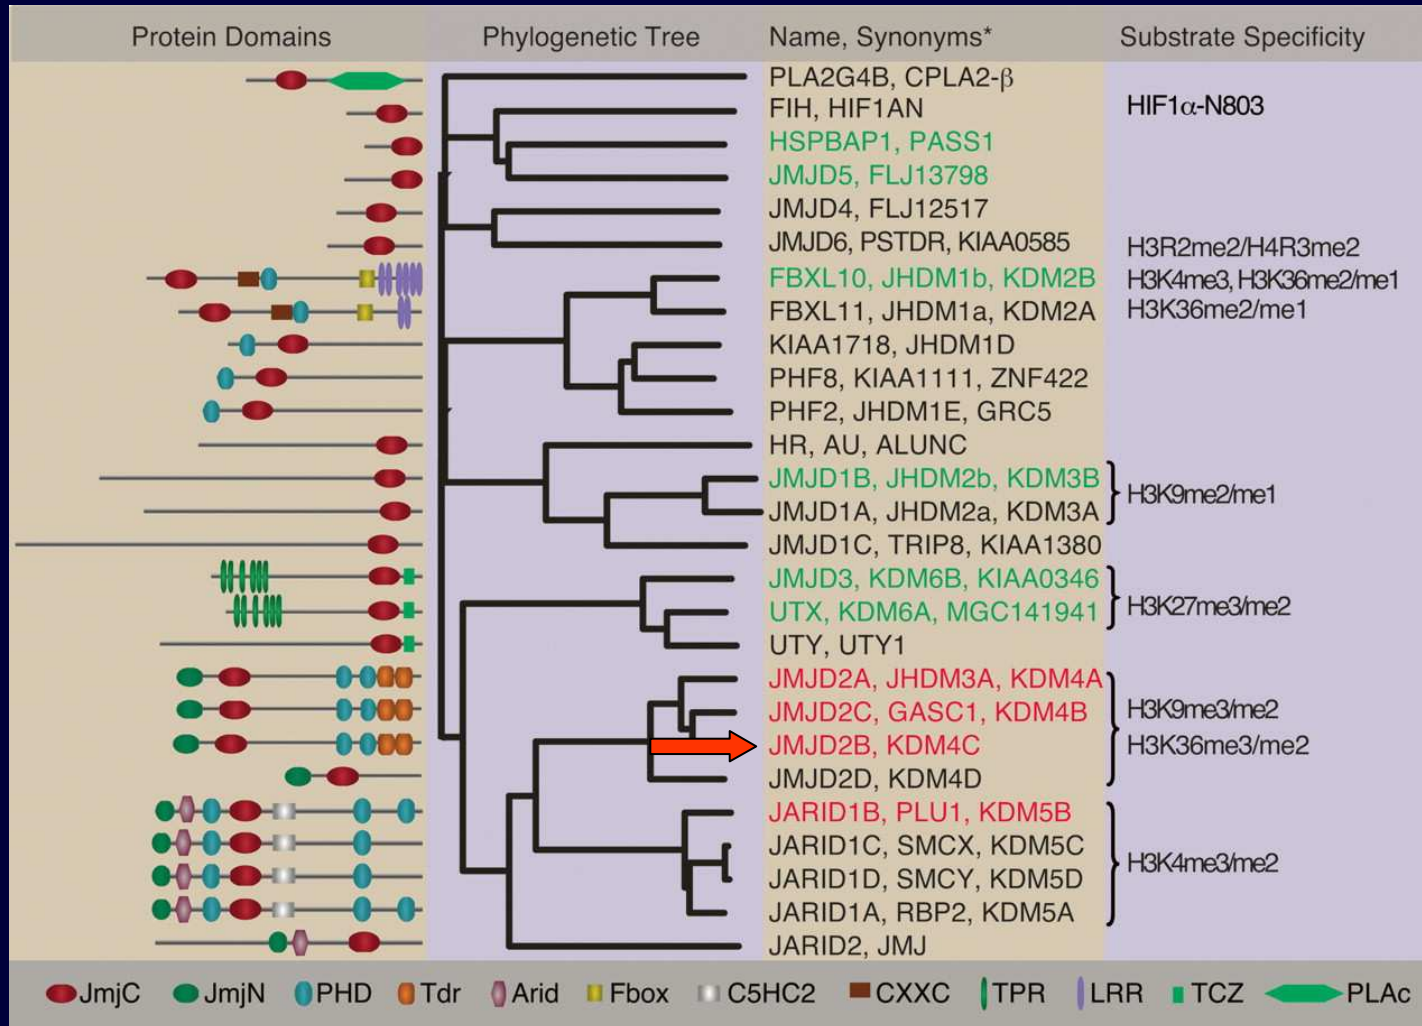 Protein Domains Phylogenetic Tree Name, Synonyms* Substrate Specificity
PLA2G4B, CPLA2-β
FIH, HIF1AN HIF1α-N803
HSPBAP1, PASS1
JMJD5, FLJ13798
JMJD4, FLJ12517
JMJD6, PSTDR, KIAA0585 H3R2me2/H4R3me2
FBXL10, JHDM1b, KDM2B H3K4me3, H3K36me2/me1
FBXL11, JHDM1a, KDM2A H3K36me2/me1
KIAA1718, JHDM1D
PHF8, KIAA1111, ZNF422
PHF2, JHDM1E, GRC5
HR, AU, ALUNC
JMJD1B, JHDM2b, KDM3B
H3K9me2/me1
JMJD1A, JHDM2a, KDM3A
JMJD1C, TRIP8, KIAA1380
JMJD3, KDM6B, KIAA0346
H3K27me3/me2
UTX, KDM6A, MGC141941
UTY, UTY1
JMJD2A, JHDM3A, KDM4A
JMJD2C, GASC1, KDM4B H3K9me3/me2
JMJD2B, KDM4C H3K36me3/me2
JMJD2D, KDM4D
JARID1B, PLU1, KDM5B
JARID1C, SMCX, KDM5C
H3K4me3/me2
JARID1D, SMCY, KDM5D
JARID1A, RBP2, KDM5A
JARID2, JMJ
JmjC JmjN PHD Tdr Arid Fbox C5HC2 CXXC TPR LRR TCZ PLAc